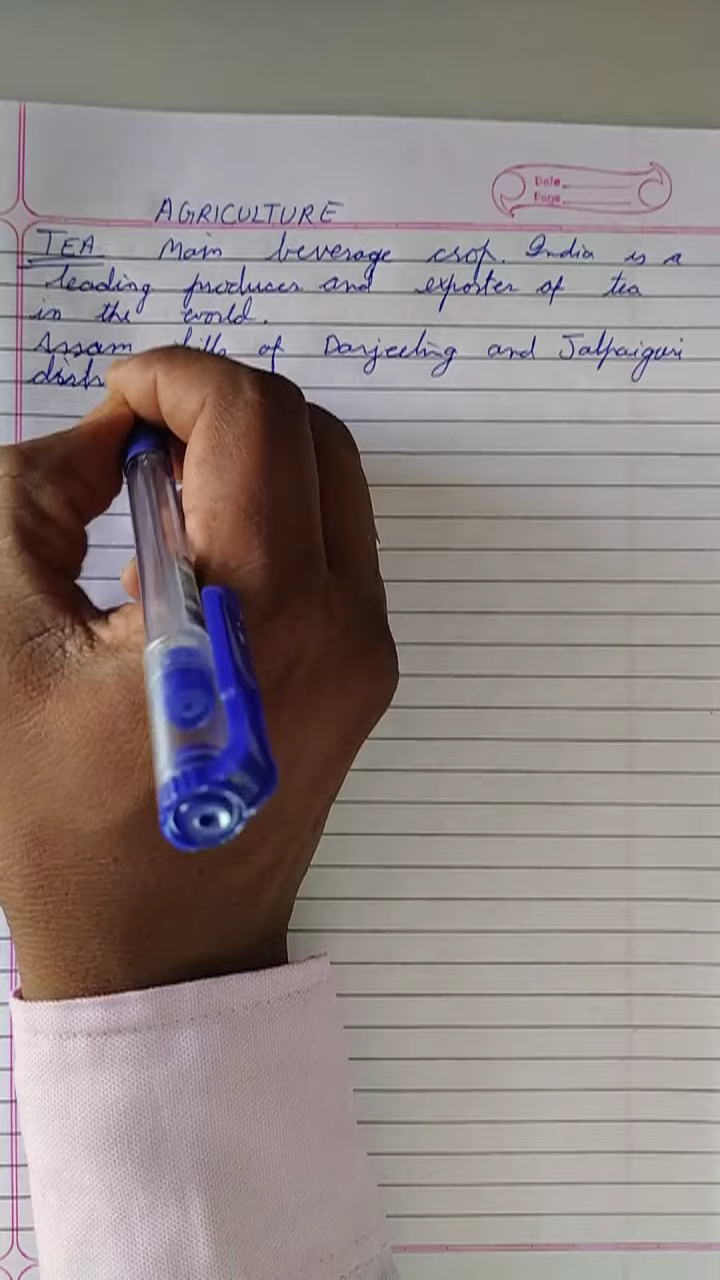 Date
Page
AGRICULTURE
TEA Main beverage crop. India is a
leading producer and exporter of tea
in the world.
Assam hills of Darjeeling and Jalpaiguri